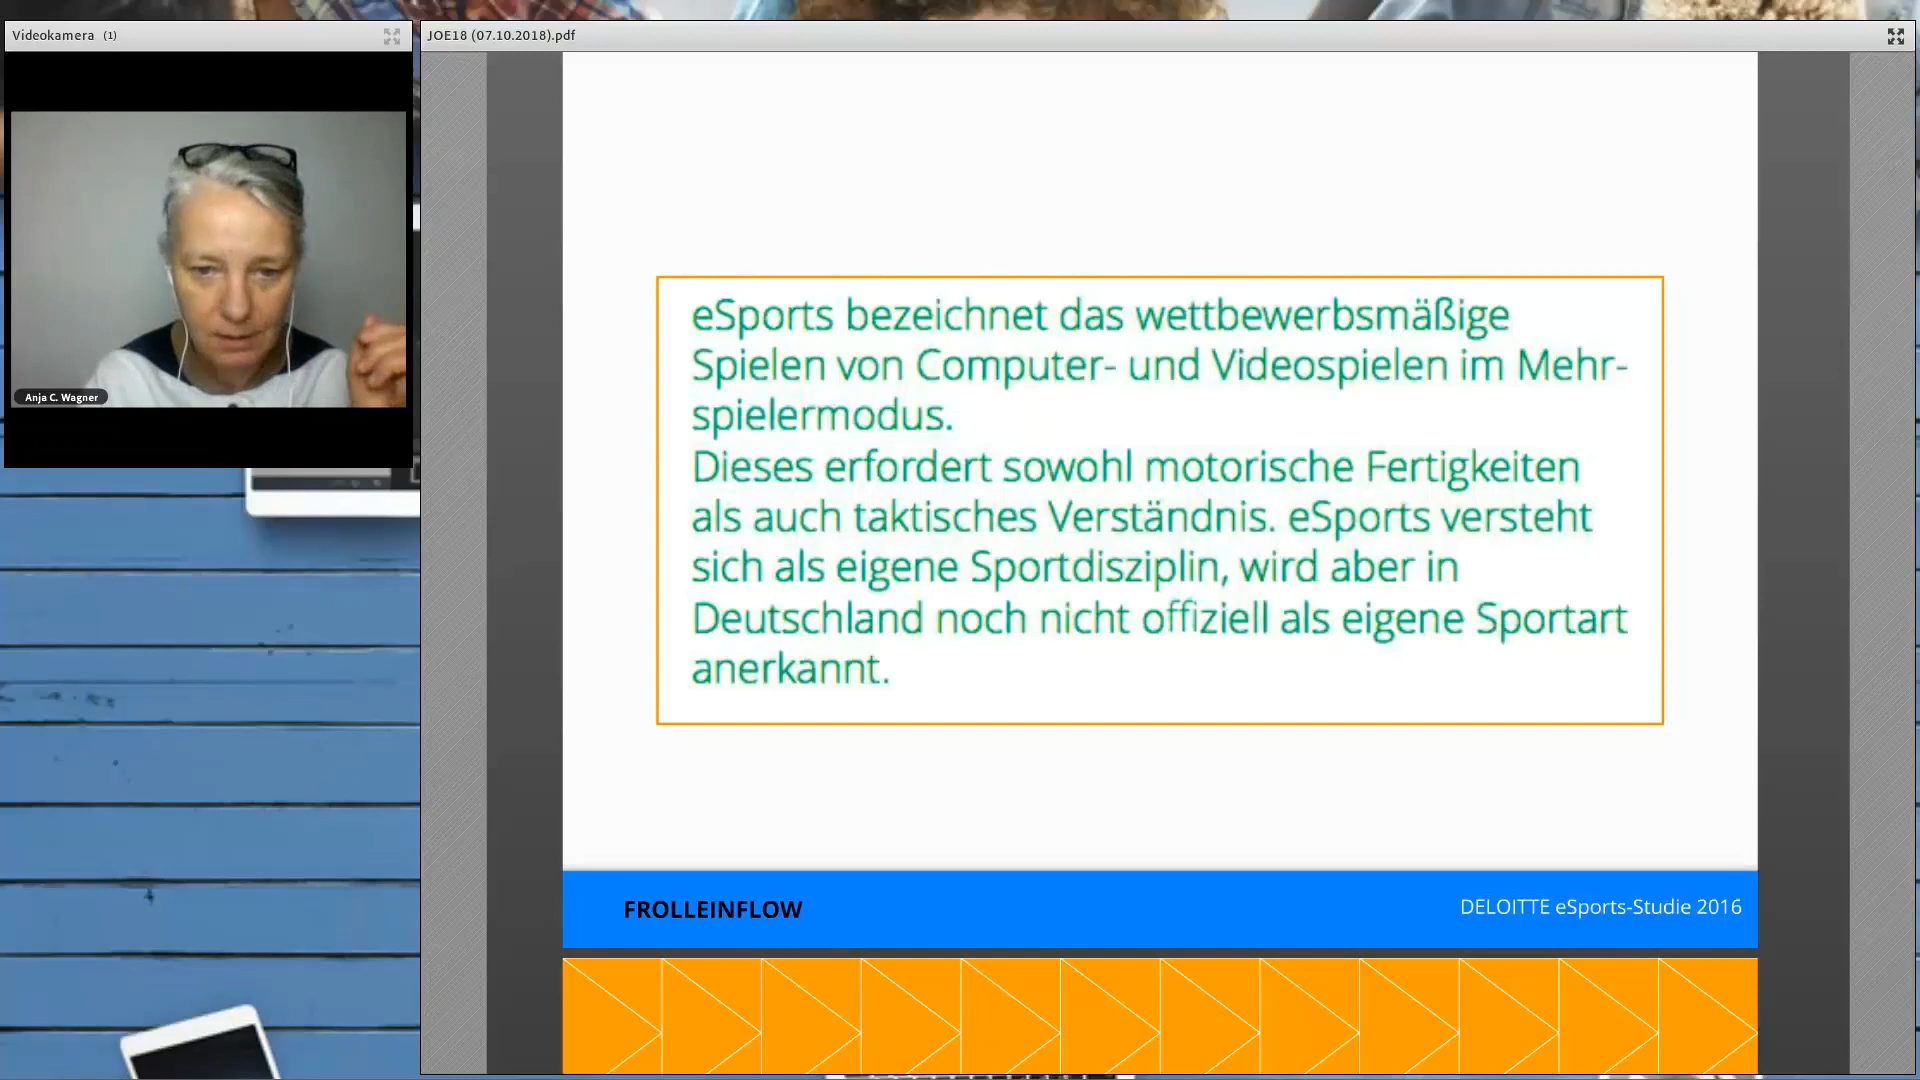 Videokamera (1)
JOE18 (07.10.2018).pdf
Anja C. Wagner
eSports bezeichnet das wettbewerbsmäßige
Spielen von Computer- und Videospielen im Mehr-
spielermodus.
Dieses erfordert sowohl motorische Fertigkeiten
als auch taktisches Verständnis. eSports versteht
sich als eigene Sportdisziplin, wird aber in
Deutschland noch nicht offiziell als eigene Sportart
anerkannt.
FROLLEINFLOW
DELOITTE eSports-Studie 2016